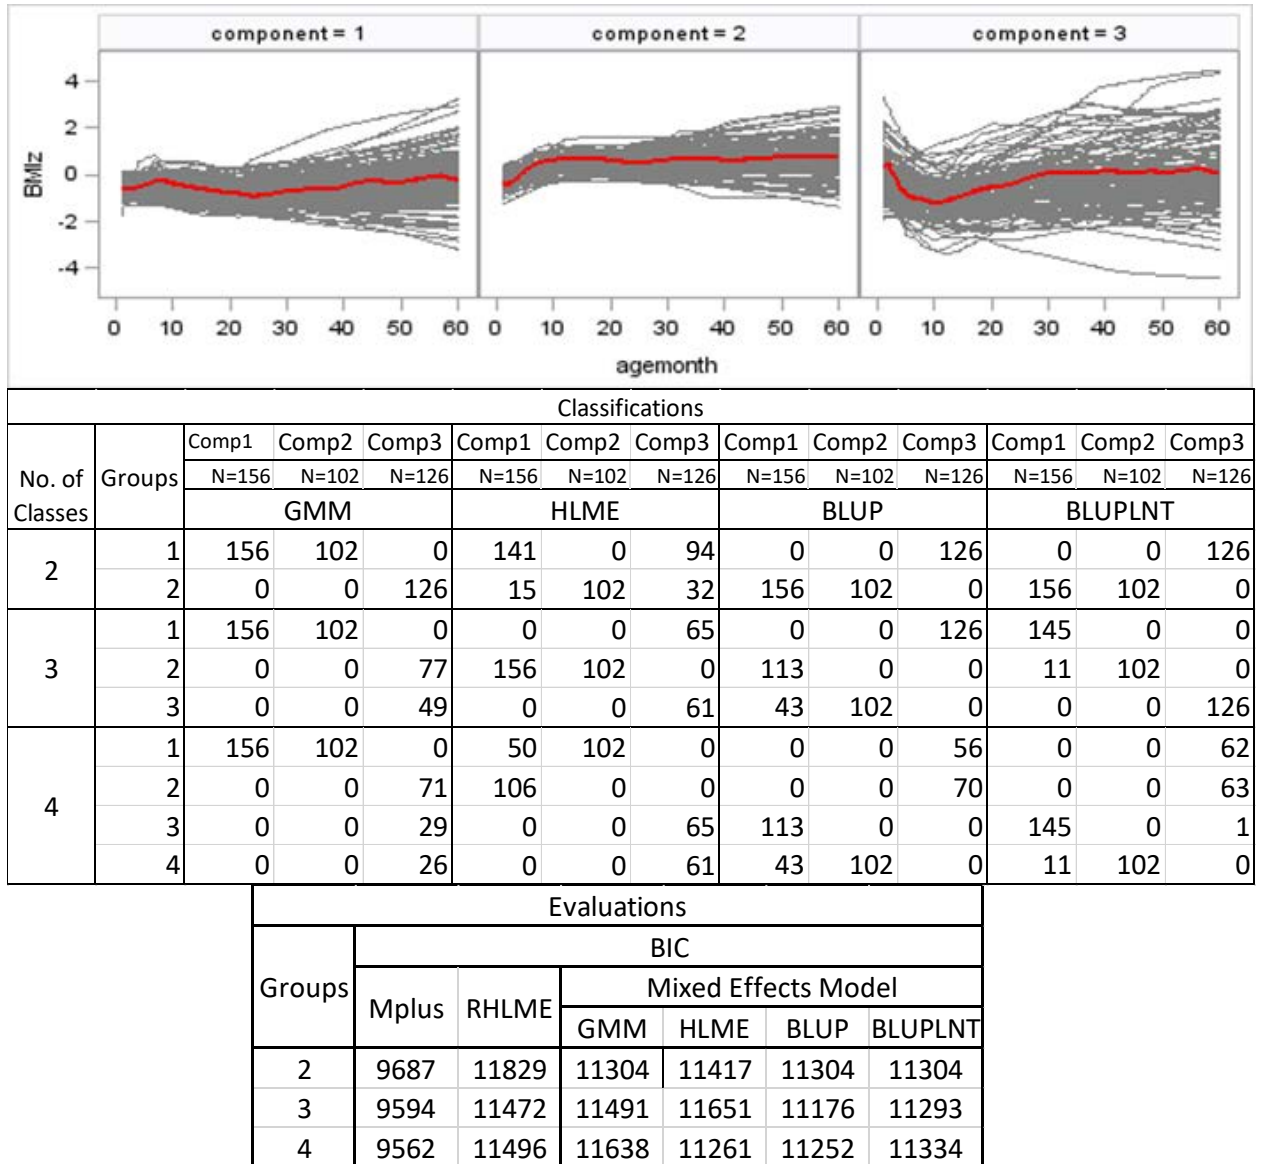 component = 1 component = 2 component = 3
4
2
0
-2
-4
BMIz
0 10 20 30 40 50 60 0 10 20 30 40 50 60 0 10 20 30 40 50 60
agemonth
Classifications
No. of Classes Groups Comp1 Comp2 Comp3 Comp1 Comp2 Comp3 Comp1 Comp2 Comp3 Comp1 Comp2 Comp3
N=156 N=102 N=126 N=156 N=102 N=126 N=156 N=102 N=126 N=156 N=102 N=126
GMM HLME BLUP BLUPLNT
2 1 156 102 0 141 0 94 0 0 126 0 0 126
2 0 0 126 15 102 32 156 102 0 156 102 0
3 1 156 102 0 0 0 65 0 0 126 145 0 0
2 0 0 77 156 102 0 113 0 0 11 102 0
3 0 0 49 0 0 61 43 102 0 0 0 126
4 1 156 102 0 50 102 0 0 0 56 0 0 62
2 0 0 71 106 0 0 0 0 70 0 0 63
3 0 0 29 0 0 65 113 0 0 145 0 1
4 0 0 26 0 0 61 43 102 0 11 102 0
Evaluations
Groups BIC
Mplus RHLME Mixed Effects Model
GMM HLME BLUP BLUPLNT
2 9687 11829 11304 11417 11304 11304
3 9594 11472 11491 11651 11176 11293
4 9562 11496 11638 11261 11252 11334